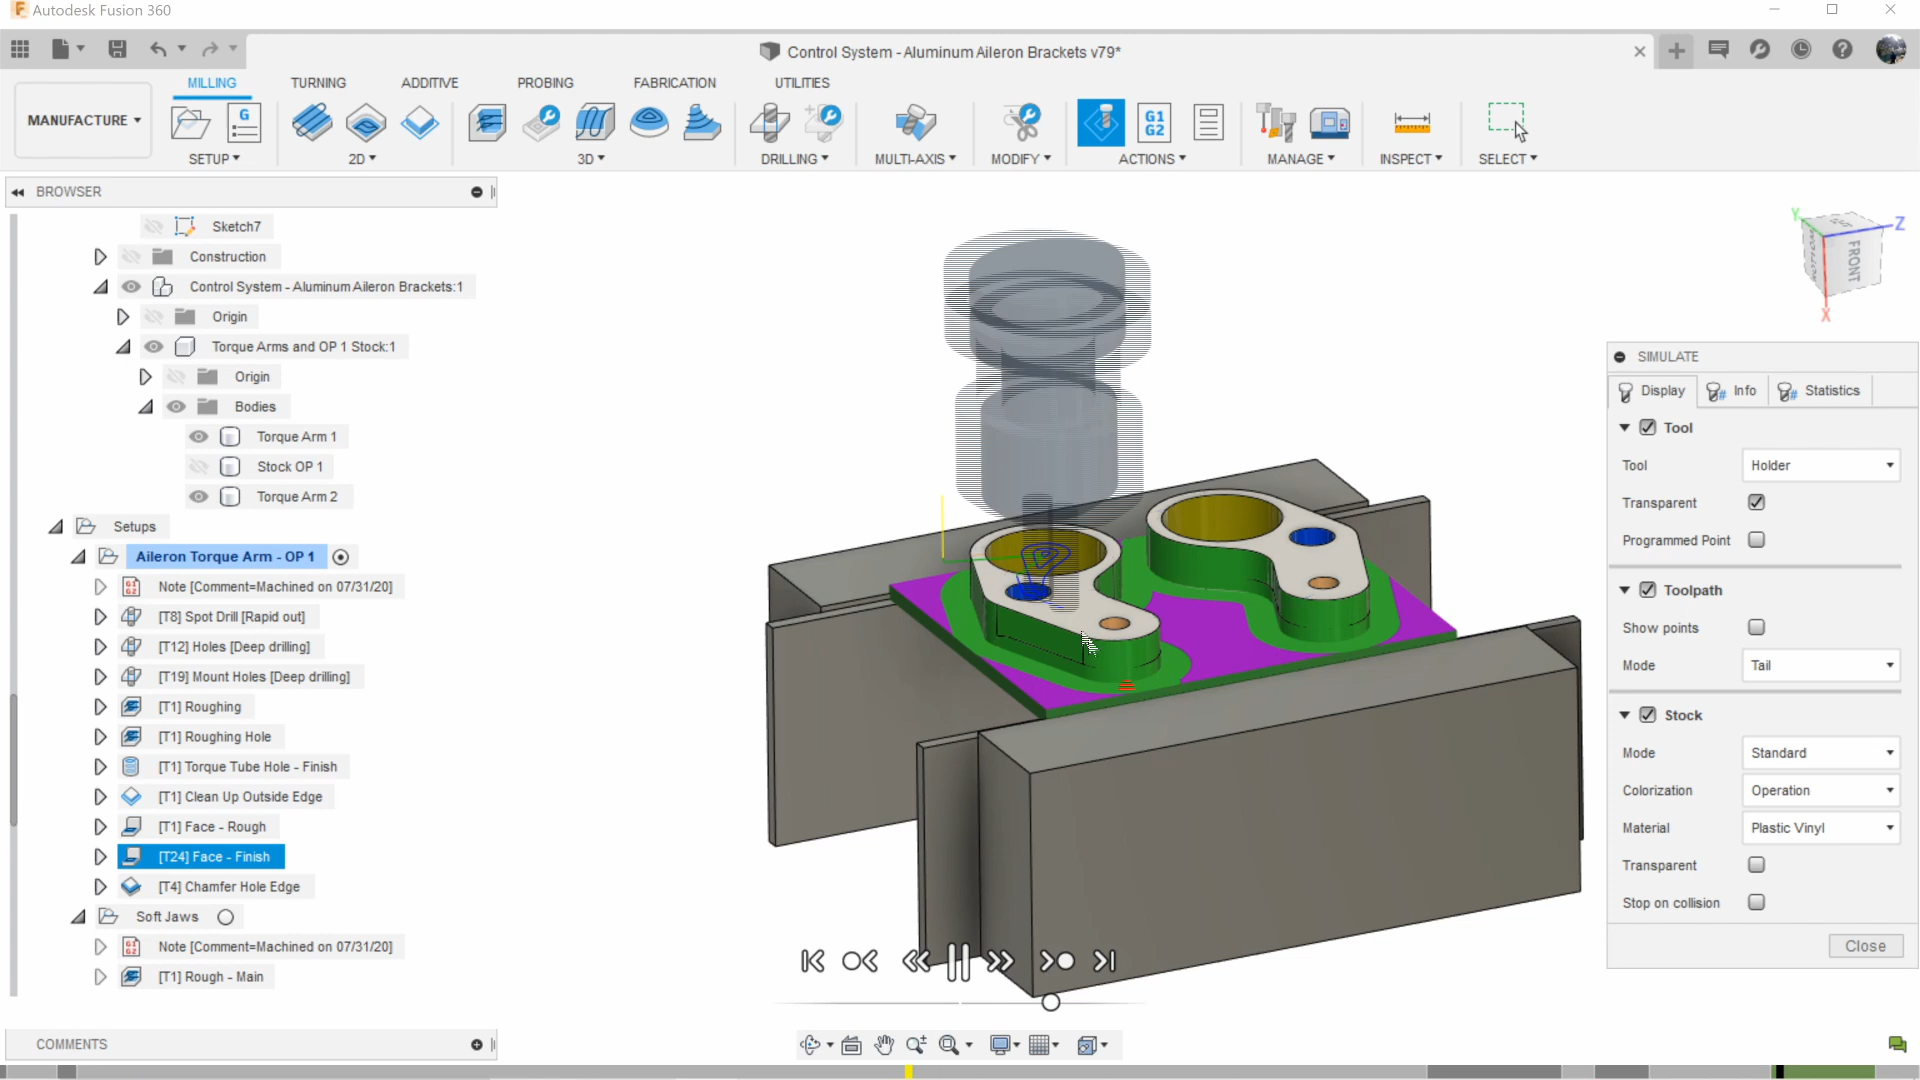 Autodesk Fusion 360
Control System - Aluminum Aileron Brackets v79*
MANUFACTURE
MILLING
TURNING
ADDITIVE
PROBING
FABRICATION
UTILITIES
G
G1
G2
SETUP
2D
3D
DRILLING
MULTI-AXIS
MODIFY
ACTIONS
MANAGE
INSPECT
SELECT
BROWSER
Sketch7
Construction
Control System - Aluminum Aileron Brackets:1
Origin
Torque Arms and OP 1 Stock:1
Origin
Bodies
Torque Arm 1
Stock OP 1
Torque Arm 2
Setups
Aileron Torque Arm - OP 1
Note [Comment=Machined on 07/31/20]
[T8] Spot Drill [Rapid out]
[T12] Holes [Deep drilling]
[T19] Mount Holes [Deep drilling]
[T1] Roughing
[T1] Roughing Hole
[T1] Torque Tube Hole - Finish
[T1] Clean Up Outside Edge
[T1] Face - Rough
[T24] Face - Finish
[T4] Chamfer Hole Edge
Soft Jaws
Note [Comment=Machined on 07/31/20]
[T1] Rough - Main
COMMENTS
Y
Z
X
FRONT
SIMULATE
Display
Info
Statistics
Tool
Tool
Holder
Transparent
Programmed Point
Toolpath
Show points
Mode
Tail
Stock
Mode
Standard
Colorization
Operation
Material
Plastic Vinyl
Transparent
Stop on collision
Close